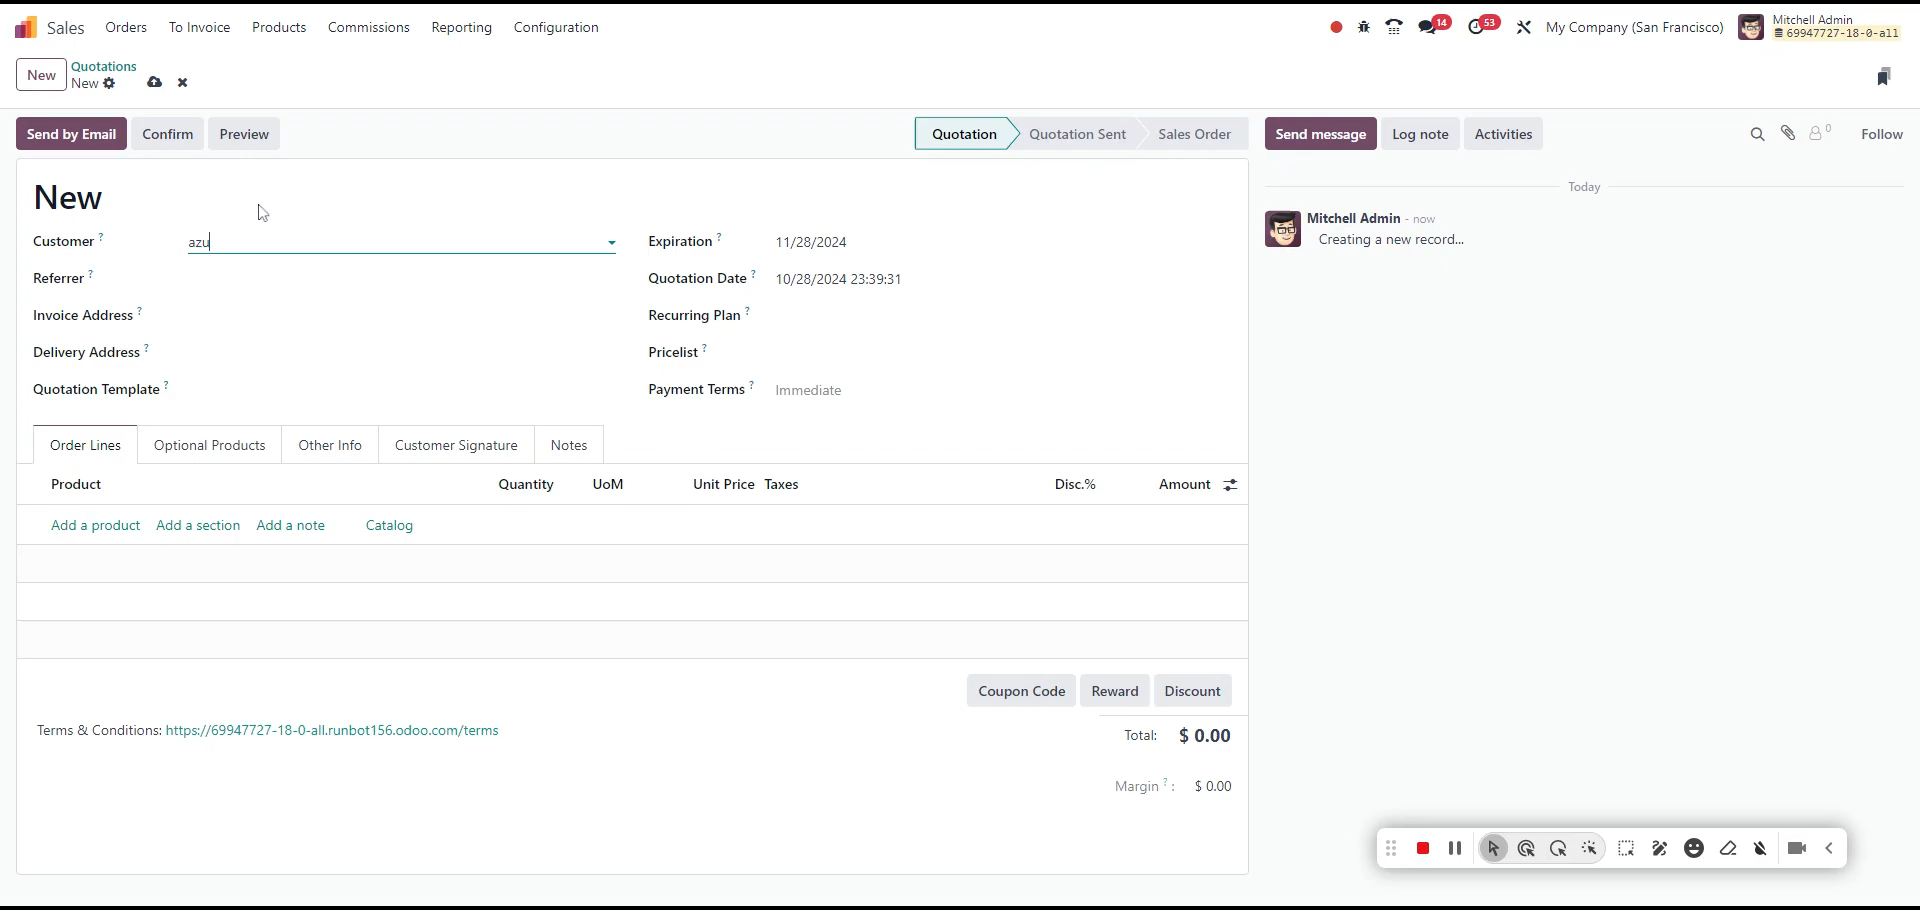 Sales Orders To Invoice Products Commissions Reporting Configuration 14 53 My Company (San Francisco) Mitchell Admin
69947727-18-0-all
New Quotations
New
Send by Email Confirm Preview Quotation Quotation Sent Sales Order Send message Log note Activities 0 Follow
Today
New
Mitchell Admin - now
Creating a new record...
Customer ? azu Expiration ? 11/28/2024
Referrer ? Quotation Date ? 10/28/2024 23:39:31
Invoice Address ? Recurring Plan ?
Delivery Address ? Pricelist ?
Quotation Template ? Payment Terms ? Immediate
Order Lines Optional Products Other Info Customer Signature Notes
Product Quantity UoM Unit Price Taxes Disc.% Amount
Add a product Add a section Add a note Catalog
Coupon Code Reward Discount
Terms & Conditions: https://69947727-18-0-all.runbot156.odoo.com/terms
Total: $ 0.00
Margin ? : $ 0.00